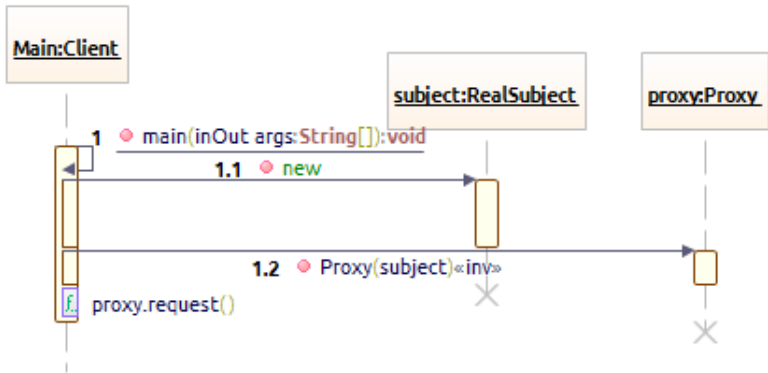 Main:Client
subject:RealSubject
proxy:Proxy
1 main(inOut args:String[]):void
1.1 new
1.2 Proxy(subject)«inv»
f.. proxy.request()